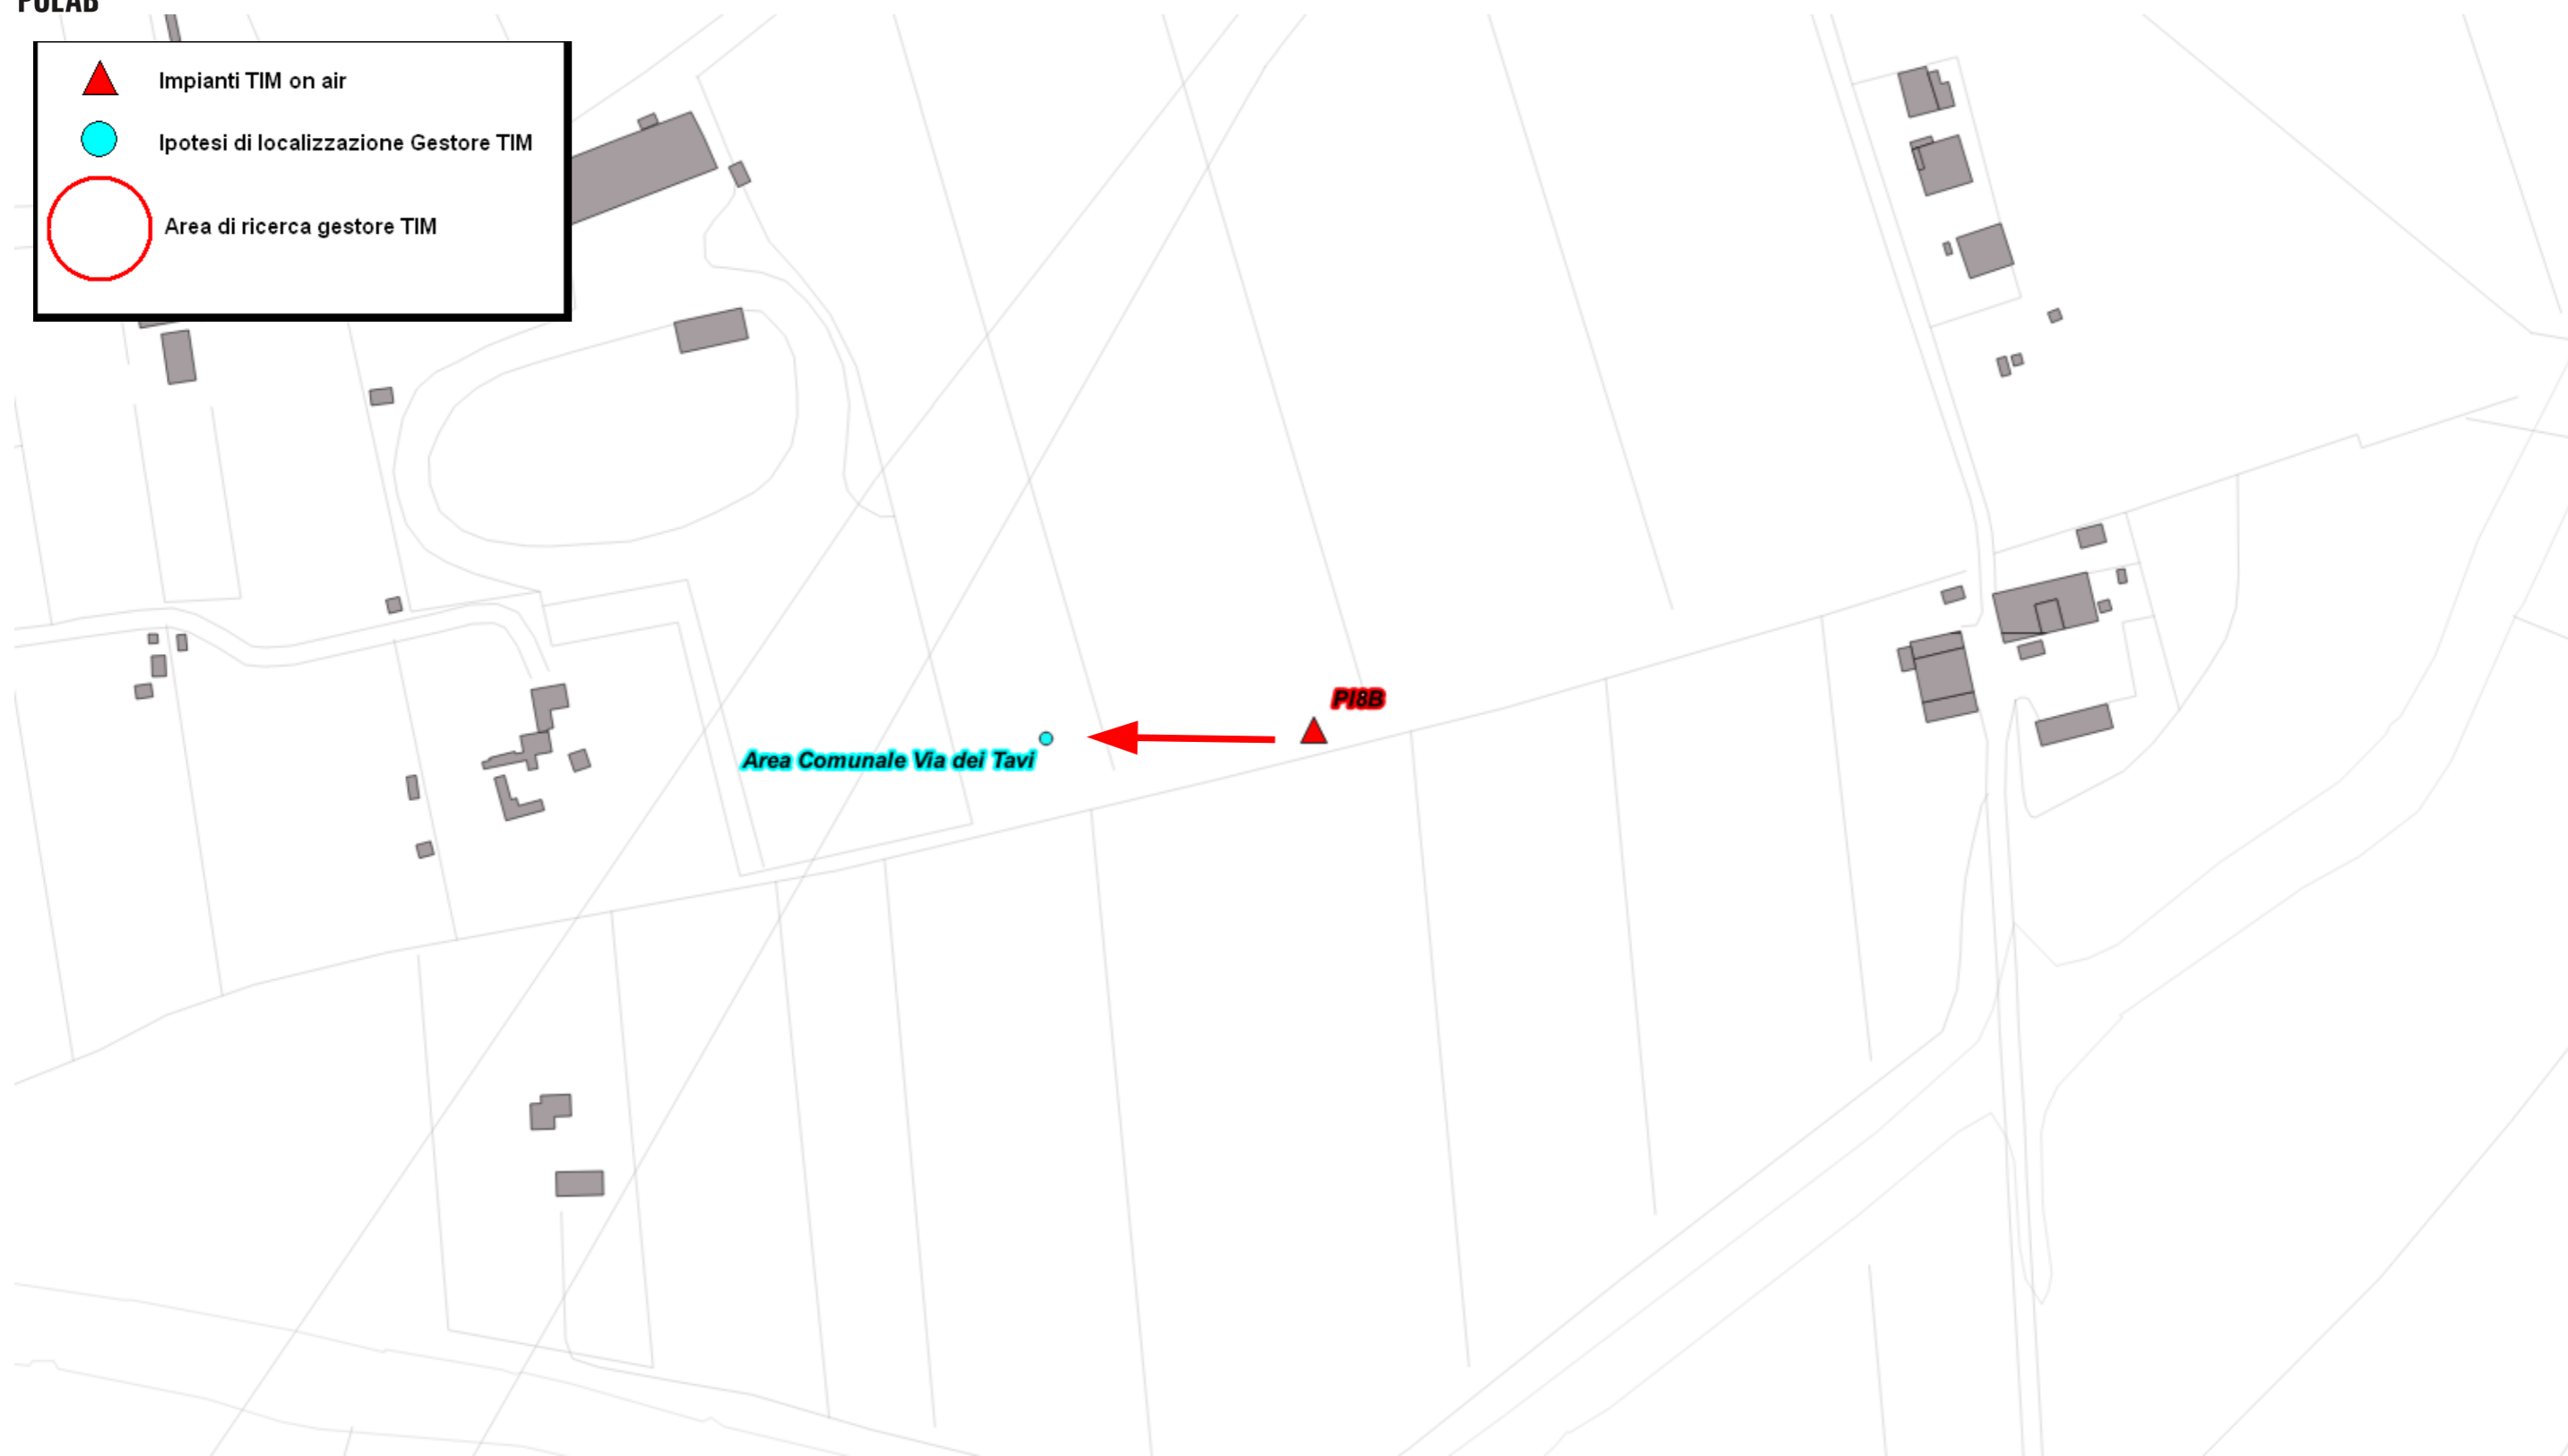 POLAB
Impianti TIM on air
Ipotesi di localizzazione Gestore TIM
Area di ricerca gestore TIM
PI8B
Area Comunale Via dei Tavi